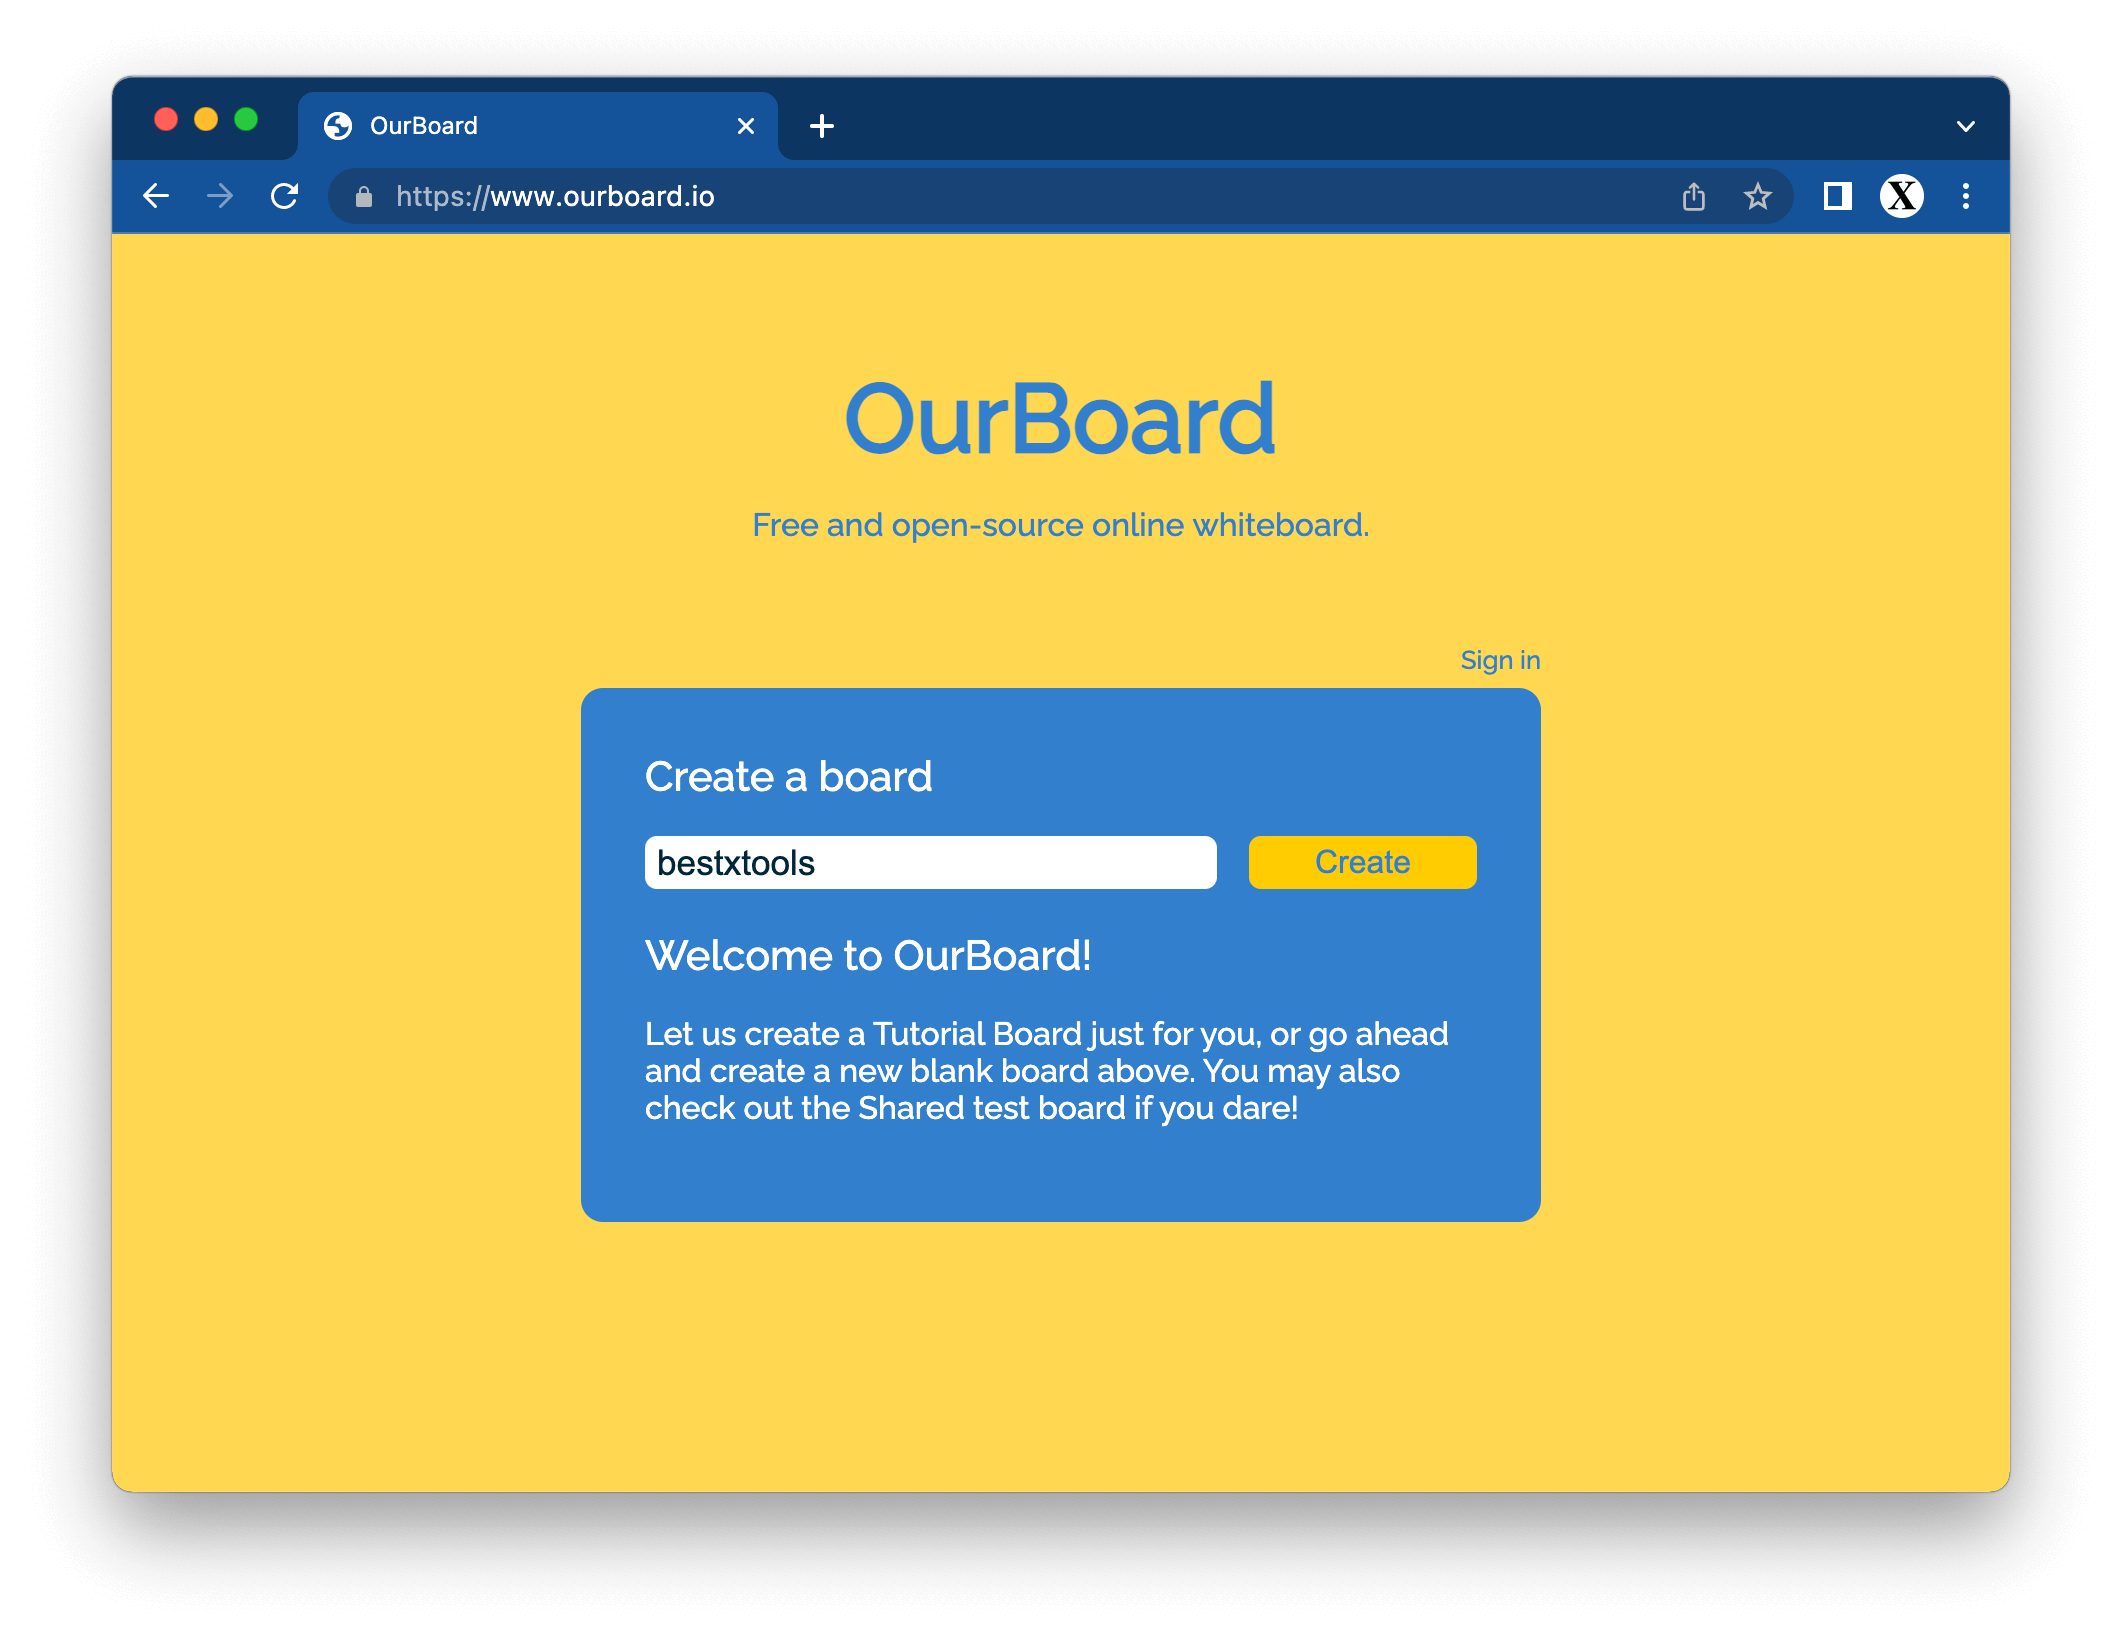 OurBoard
https://www.ourboard.io
X
OurBoard
Free and open-source online whiteboard.
Sign in
Create a board
bestxtools
Create
Welcome to OurBoard!
Let us create a Tutorial Board just for you, or go ahead
and create a new blank board above. You may also
check out the Shared test board if you dare!